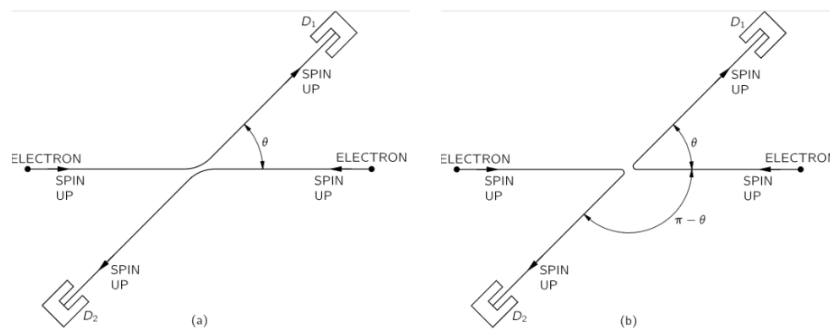 D₁
SPIN
UP
θ
ELECTRON
SPIN
UP
ELECTRON
SPIN
UP
SPIN
UP
D₂
(a)
D₁
SPIN
UP
θ
ELECTRON
SPIN
UP
ELECTRON
SPIN
UP
π − θ
SPIN
UP
D₂
(b)